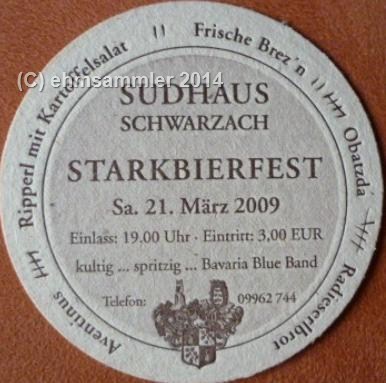 (C) ehmsammler 2014
Aventinus
Ripperl mit Kartoffelsalat
Frische Brez'n
Obatzda
Radieserlbrot
SUDHAUS
SCHWARZACH
STARKBIERFEST
Sa. 21. März 2009
Einlass: 19.00 Uhr · Eintritt: 3,00 EUR
kultig ... spritzig ... Bavaria Blue Band
Telefon: 09962 744